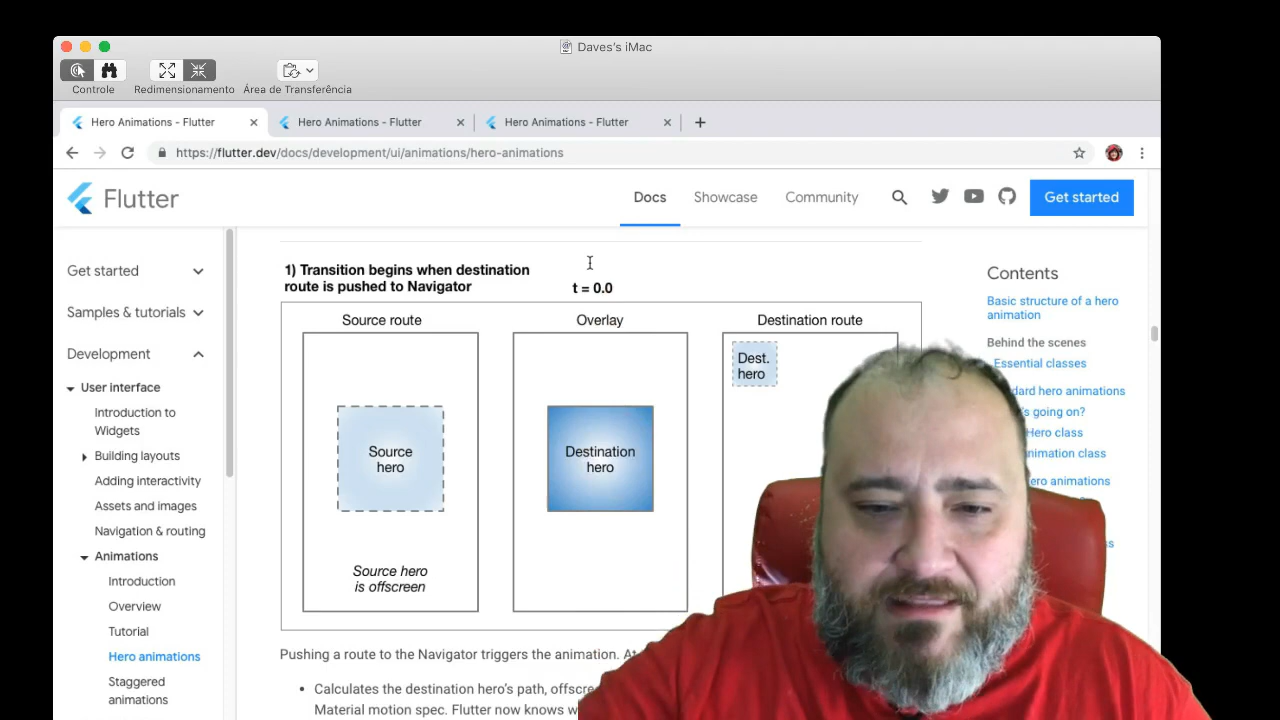 Daves's iMac
Controle Redimensionamento Área de Transferência
Hero Animations - Flutter Hero Animations - Flutter Hero Animations - Flutter
https://flutter.dev/docs/development/ui/animations/hero-animations
Flutter Docs Showcase Community Get started
Get started
Samples & tutorials
Development
User interface
Introduction to
Widgets
Building layouts
Adding interactivity
Assets and images
Navigation & routing
Animations
Introduction
Overview
Tutorial
Hero animations
Staggered
animations
1) Transition begins when destination
route is pushed to Navigator
t = 0.0
Source route Overlay Destination route
Source
hero
Source hero
is offscreen
Destination
hero
Dest.
hero
Pushing a route to the Navigator triggers the animation.
• Calculates the destination hero's path,
Material motion spec. Flutter now knows
Contents
Basic structure of a hero
animation
Behind the scenes
Essential classes
hero animations
going on?
Hero class
class
animations